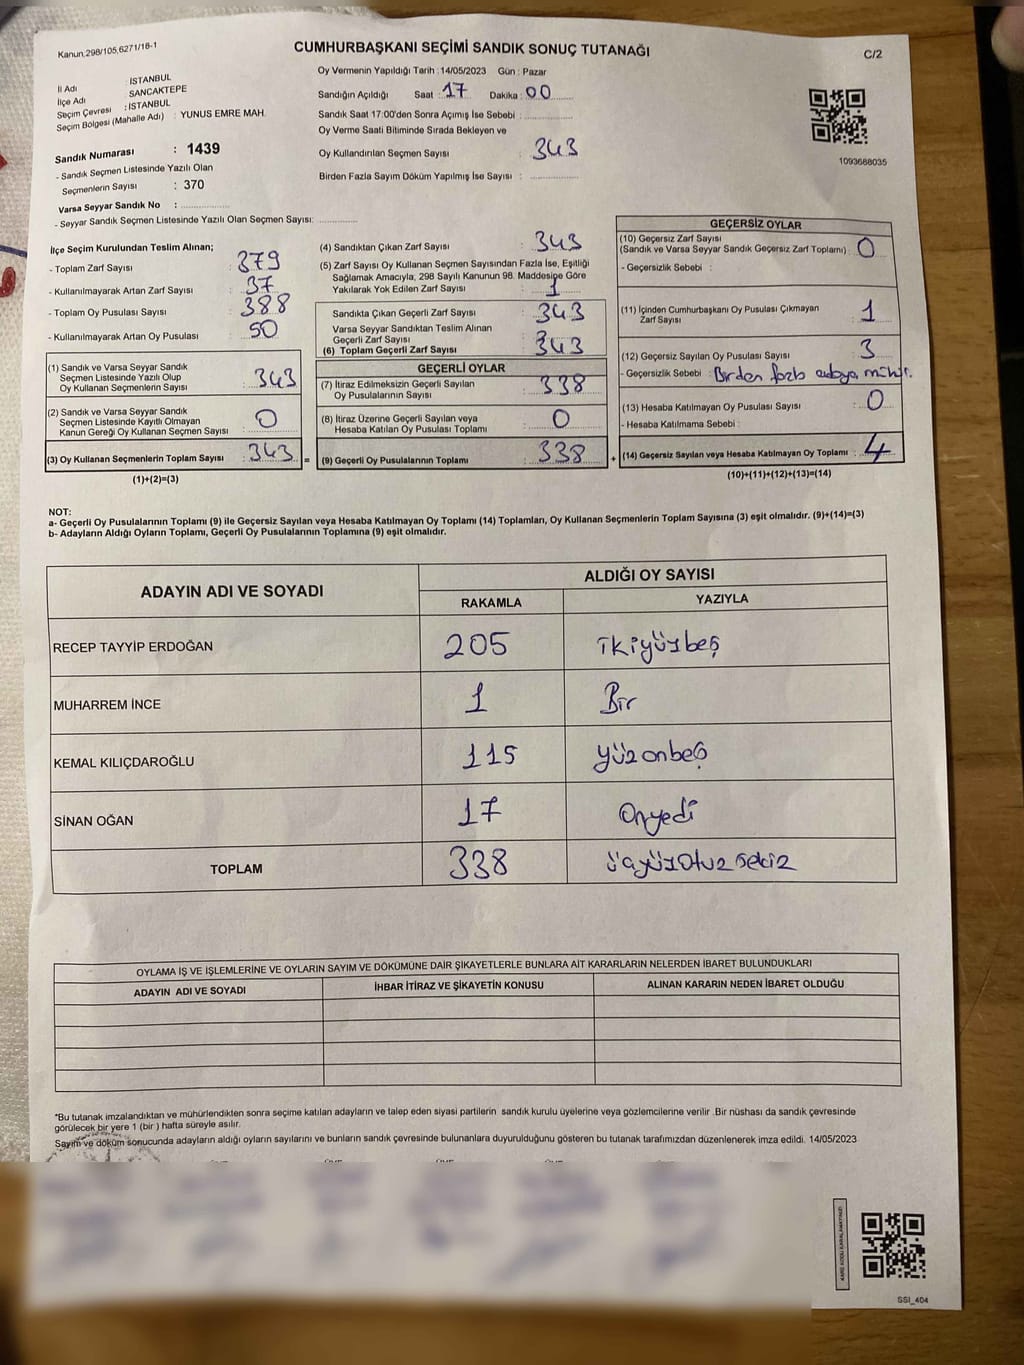 Kanun,298/105,6271/16-1
CUMHURBAŞKANI SEÇİMİ SANDIK SONUÇ TUTANAĞI
C/2
İl Adı : İSTANBUL
İlçe Adı : SANCAKTEPE
Seçim Çevresi : İSTANBUL
Seçim Bölgesi (Mahalle Adı) : YUNUS EMRE MAH.
Sandık Numarası : 1439
- Sandık Seçmen Listesinde Yazılı Olan
Seçmenlerin Sayısı : 370
Varsa Seyyar Sandık No :
- Seyyar Sandık Seçmen Listesinde Yazılı Olan Seçmen Sayısı:
Oy Vermenin Yapıldığı Tarih :14/05/2023 Gün : Pazar
Sandığın Açıldığı Saat : 17 Dakika : 00
Sandık Saat 17:00'den Sonra Açımış İse Sebebi :
Oy Verme Saati Bitiminde Sırada Bekleyen ve
Oy Kullandırılan Seçmen Sayısı : 343
Birden Fazla Sayım Döküm Yapılmış İse Sayısı :
1093688035
İlçe Seçim Kurulundan Teslim Alınan;
- Toplam Zarf Sayısı : 379
- Kullanılmayarak Artan Zarf Sayısı : 37
- Toplam Oy Pusulası Sayısı : 388
- Kullanılmayarak Artan Oy Pusulası : 50
(1) Sandık ve Varsa Seyyar Sandık
Seçmen Listesinde Yazılı Olup
Oy Kullanan Seçmenlerin Sayısı : 343
(2) Sandık ve Varsa Seyyar Sandık
Seçmen Listesinde Kayıtlı Olmayan
Kanun Gereği Oy Kullanan Seçmen Sayısı : 0
(3) Oy Kullanan Seçmenlerin Toplam Sayısı : 343 =
(1)+(2)=(3)
(4) Sandıktan Çıkan Zarf Sayısı : 343
(5) Zarf Sayısı Oy Kullanan Seçmen Sayısından Fazla İse, Eşitliği
Sağlamak Amacıyla, 298 Sayılı Kanunun 98. Maddesine Göre
Yakılarak Yok Edilen Zarf Sayısı : 1
Sandıkta Çıkan Geçerli Zarf Sayısı : 343
Varsa Seyyar Sandıktan Teslim Alınan
Geçerli Zarf Sayısı :
(6) Toplam Geçerli Zarf Sayısı : 343
GEÇERLİ OYLAR
(7) İtiraz Edilmeksizin Geçerli Sayılan
Oy Pusulalarının Sayısı : 338
(8) İtiraz Üzerine Geçerli Sayılan veya
Hesaba Katılan Oy Pusulası Toplamı : 0
(9) Geçerli Oy Pusulalarının Toplamı : 338 +
GEÇERSİZ OYLAR
(10) Geçersiz Zarf Sayısı
(Sandık ve Varsa Seyyar Sandık Geçersiz Zarf Toplamı) : 0
- Geçersizlik Sebebi :
(11) İçinden Cumhurbaşkanı Oy Pusulası Çıkmayan
Zarf Sayısı : 1
(12) Geçersiz Sayılan Oy Pusulası Sayısı : 3
- Geçersizlik Sebebi : Birden fazla adaya mühür.
(13) Hesaba Katılmayan Oy Pusulası Sayısı : 0
- Hesaba Katılmama Sebebi :
(14) Geçersiz Sayılan veya Hesaba Katılmayan Oy Toplamı : 4
(10)+(11)+(12)+(13)=(14)
NOT:
a- Geçerli Oy Pusulalarının Toplamı (9) ile Geçersiz Sayılan veya Hesaba Katılmayan Oy Toplamı (14) Toplamları, Oy Kullanan Seçmenlerin Toplam Sayısına (3) eşit olmalıdır. (9)+(14)=(3)
b- Adayların Aldığı Oyların Toplamı, Geçerli Oy Pusulalarının Toplamına (9) eşit olmalıdır.
ADAYIN ADI VE SOYADI
ALDIĞI OY SAYISI
RAKAMLA YAZIYLA
RECEP TAYYİP ERDOĞAN 205 ikiyüzbeş
MUHARREM İNCE 1 Bir
KEMAL KILIÇDAROĞLU 115 yüzonbeş
SİNAN OĞAN 17 Onyedi
TOPLAM 338 üçyüzotuzsekiz
OYLAMA İŞ VE İŞLEMLERİNE VE OYLARIN SAYIM VE DÖKÜMÜNE DAİR ŞİKAYETLERLE BUNLARA AİT KARARLARIN NELERDEN İBARET BULUNDUKLARI
ADAYIN ADI VE SOYADI İHBAR İTİRAZ VE ŞİKAYETİN KONUSU ALINAN KARARIN NEDEN İBARET OLDUĞU
*Bu tutanak imzalandıktan ve mühürlendikten sonra seçime katılan adayların ve talep eden siyasi partilerin sandık kurulu üyelerine veya gözlemcilerine verilir .Bir nüshası da sandık çevresinde
görülecek bir yere 1 (bir ) hafta süreyle asılır.
Sayım ve döküm sonucunda adayların aldığı oyların sayılarını ve bunların sandık çevresinde bulunanlara duyurulduğunu gösteren bu tutanak tarafımızdan düzenlenerek imza edildi. 14/05/2023
KARE KODU KARALAMAYINIZ!
SSI_404